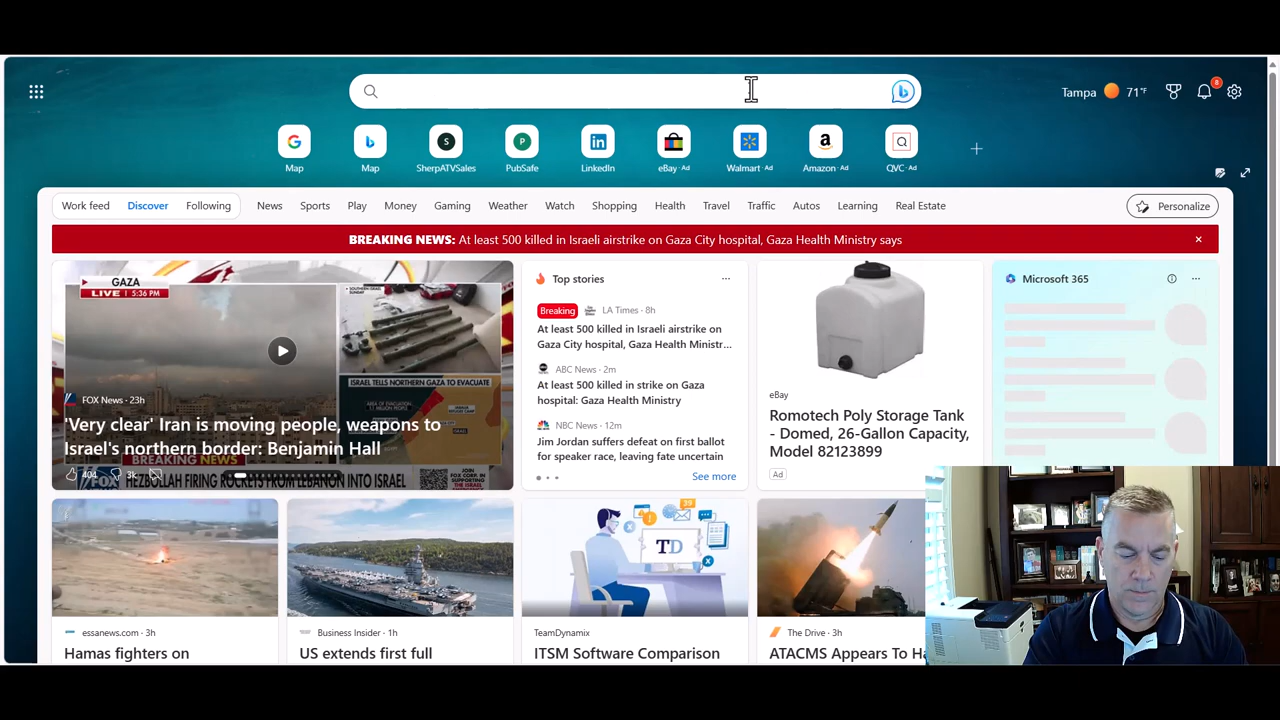 Tampa 71°F 8
G
Map
b
Map
S
SherpATVSales
P
PubSafe
in
LinkedIn
eBay · Ad
Walmart · Ad
a
Amazon · Ad
Q
QVC · Ad
Work feed Discover Following News Sports Play Money Gaming Weather Watch Shopping Health Travel Traffic Autos Learning Real Estate Personalize
BREAKING NEWS: At least 500 killed in Israeli airstrike on Gaza City hospital, Gaza Health Ministry says
GAZA
LIVE 5:36 PM
ISRAEL TELLS NORTHERN GAZA TO EVACUATE
FOX News · 23h
'Very clear' Iran is moving people, weapons to
Israel's northern border: Benjamin Hall
BREAKING NEWS
404 3k
HEZBOLLAH FIRING ROCKETS FROM LEBANON INTO ISRAEL
Top stories
Breaking LA Times · 8h
At least 500 killed in Israeli airstrike on
Gaza City hospital, Gaza Health Ministr...
ABC News · 2m
At least 500 killed in strike on Gaza
hospital: Gaza Health Ministry
NBC News · 12m
Jim Jordan suffers defeat on first ballot
for speaker race, leaving fate uncertain
See more
eBay
Romotech Poly Storage Tank
- Domed, 26-Gallon Capacity,
Model 82123899
Ad
Microsoft 365
essanews.com · 3h
Hamas fighters on
Business Insider · 1h
US extends first full
39
TD
TeamDynamix
ITSM Software Comparison
The Drive · 3h
ATACMS Appears To